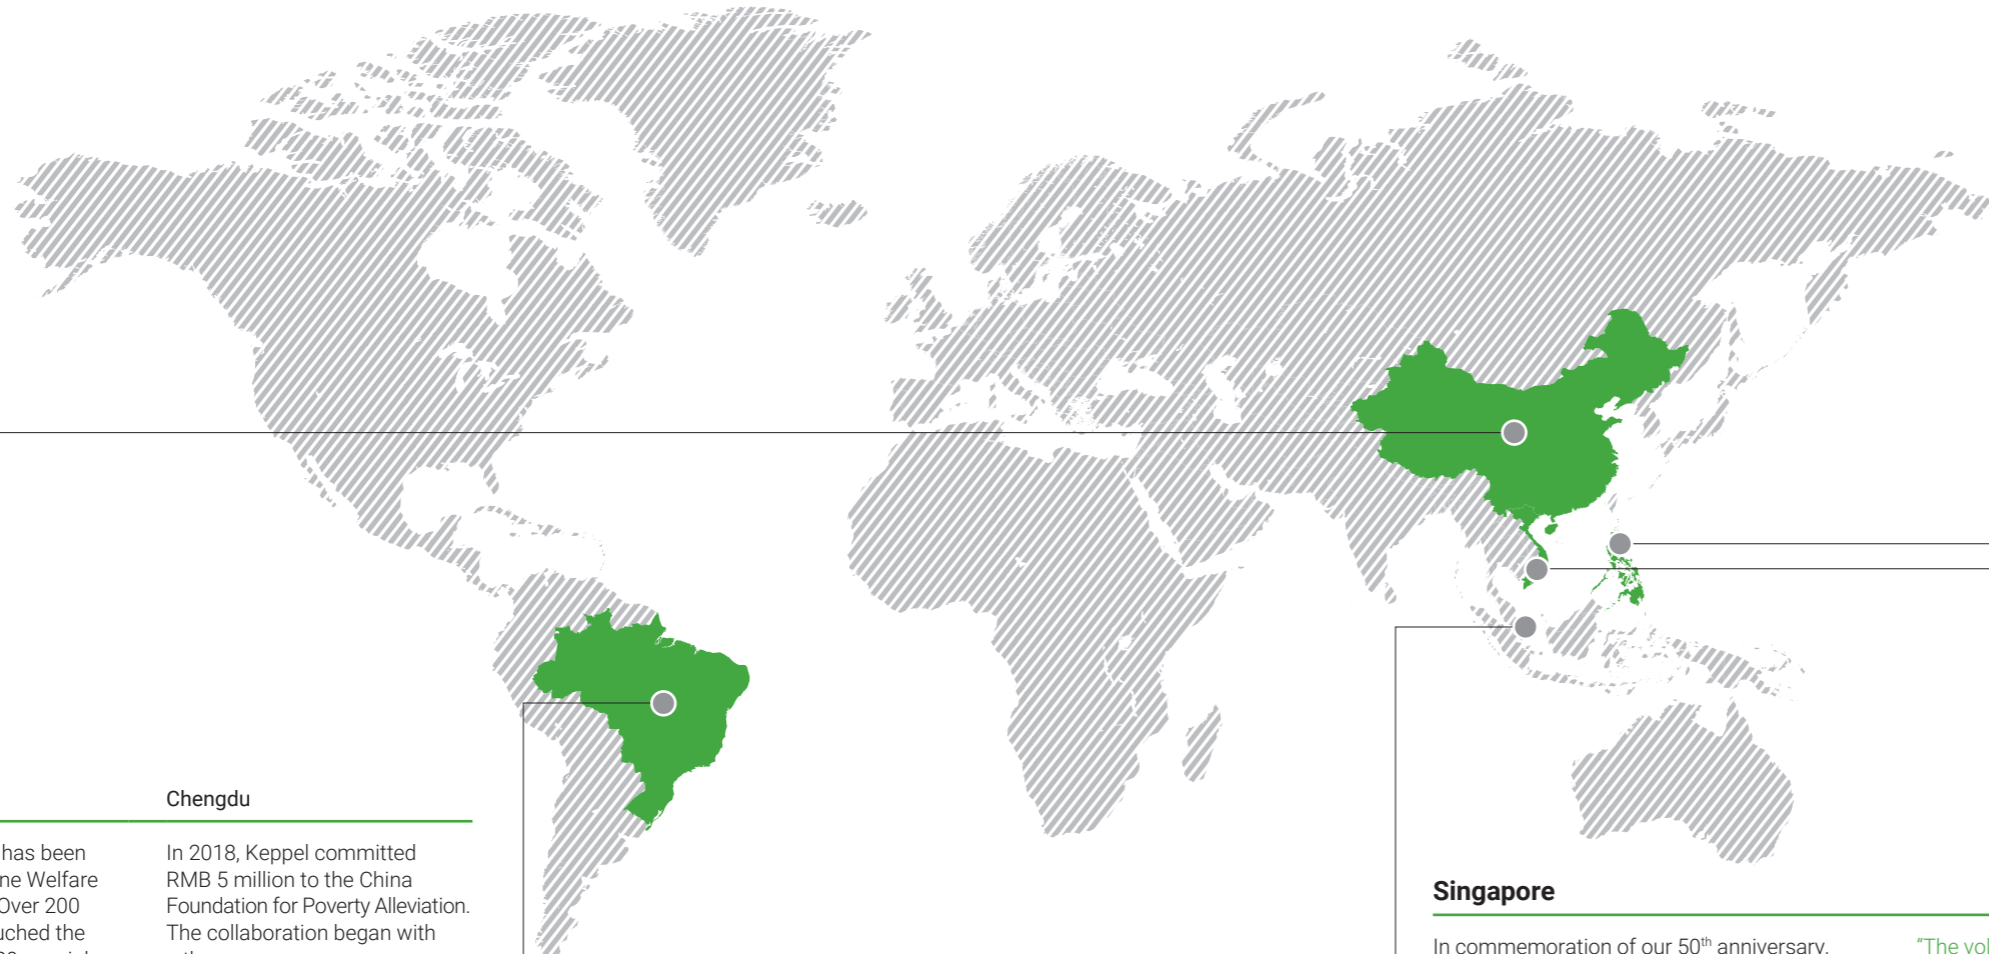 Chengdu
has been
ne Welfare
Over 200
uched the
In 2018, Keppel committed
RMB 5 million to the China
Foundation for Poverty Alleviation.
The collaboration began with
Singapore
In commemoration of our 50th anniversary,
"The vol